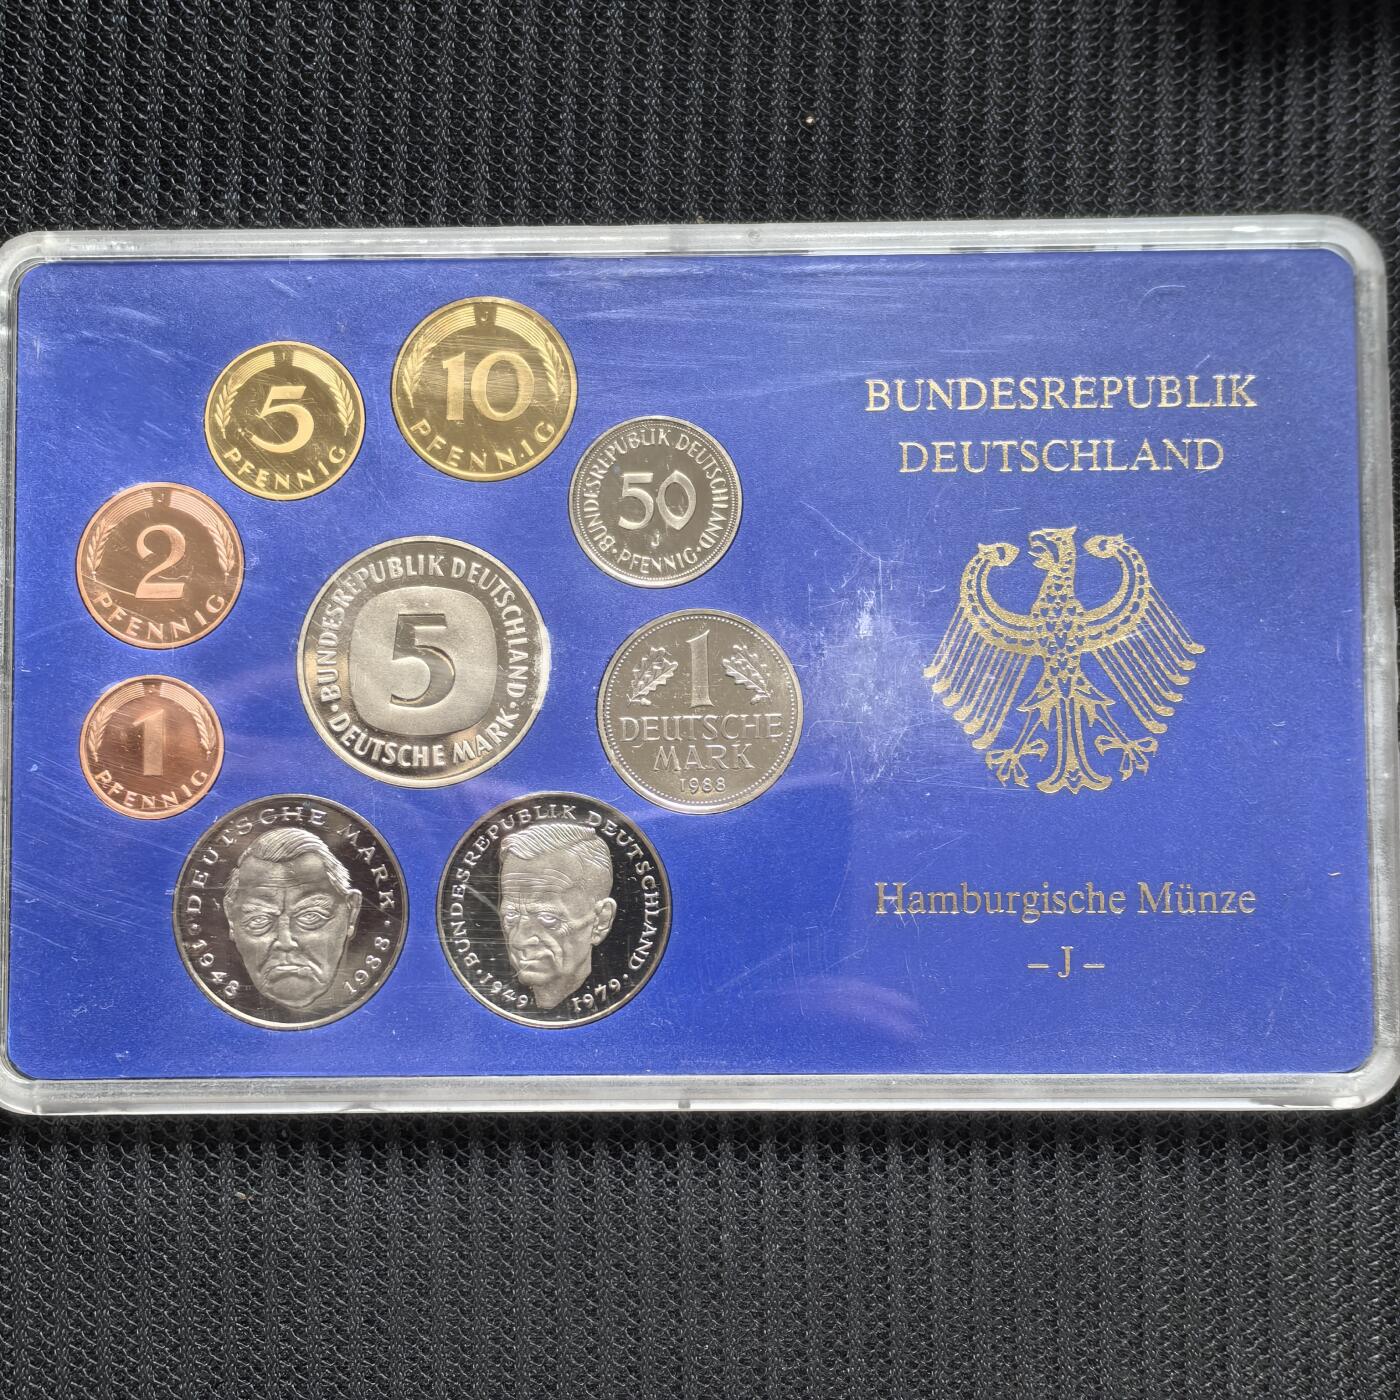 J
5
PFENNIG
J
10
PFENNIG
BUNDESREPUBLIK DEUTSCHLAND
50
J
PFENNIG
J
2
PFENNIG
BUNDESREPUBLIK DEUTSCHLAND
5
DEUTSCHE MARK
1
DEUTSCHE
MARK
1988
J
1
PFENNIG
DEUTSCHE MARK
1948 1988
BUNDESREPUBLIK DEUTSCHLAND
1949 1979
BUNDESREPUBLIK
DEUTSCHLAND
Hamburgische Münze
– J –